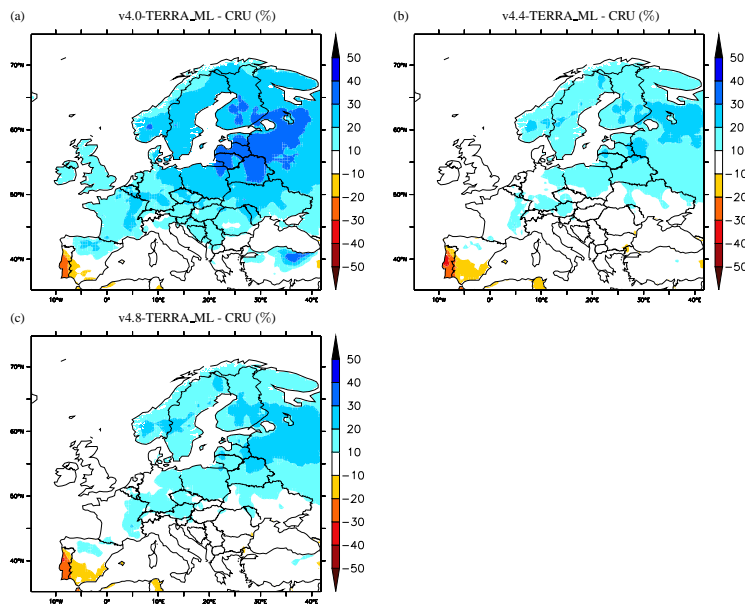 (a) v4.0-TERRA_ML - CRU (%)
70°N
60°N
50°N
40°N
10°W 0° 10°E 20°E 30°E 40°E
50
40
30
20
10
-10
-20
-30
-40
-50
(b) v4.4-TERRA_ML - CRU (%)
70°N
60°N
50°N
40°N
10°W 0° 10°E 20°E 30°E 40°E
50
40
30
20
10
-10
-20
-30
-40
-50
(c) v4.8-TERRA_ML - CRU (%)
70°N
60°N
50°N
40°N
10°W 0° 10°E 20°E 30°E 40°E
50
40
30
20
10
-10
-20
-30
-40
-50